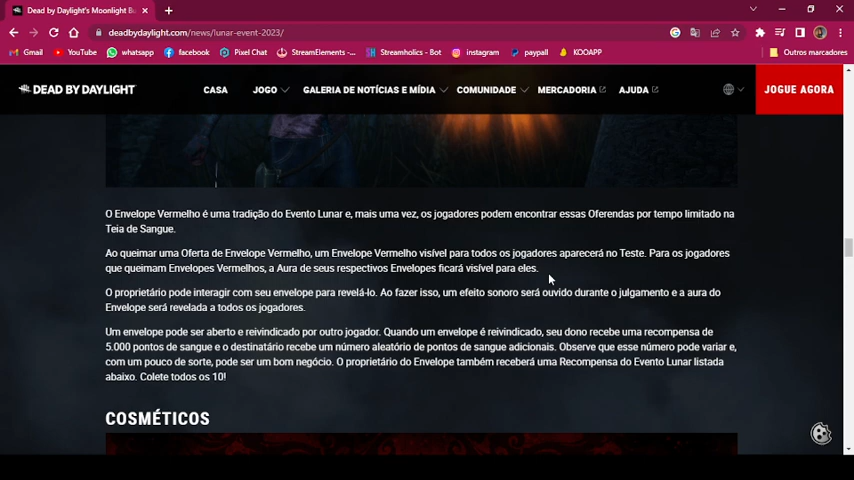 Dead by Daylight's Moonlight Bu
deadbydaylight.com/news/lunar-event-2023/
Gmail YouTube whatsapp facebook Pixel Chat StreamElements -... Streamholics - Bot instagram paypall KOOAPP Outros marcadores
DEAD BY DAYLIGHT CASA JOGO GALERIA DE NOTÍCIAS E MÍDIA COMUNIDADE MERCADORIA AJUDA JOGUE AGORA
O Envelope Vermelho é uma tradição do Evento Lunar e, mais uma vez, os jogadores podem encontrar essas Oferendas por tempo limitado na
Teia de Sangue.
Ao queimar uma Oferta de Envelope Vermelho, um Envelope Vermelho visível para todos os jogadores aparecerá no Teste. Para os jogadores
que queimam Envelopes Vermelhos, a Aura de seus respectivos Envelopes ficará visível para eles.
O proprietário pode interagir com seu envelope para revelá-lo. Ao fazer isso, um efeito sonoro será ouvido durante o julgamento e a aura do
Envelope será revelada a todos os jogadores.
Um envelope pode ser aberto e reivindicado por outro jogador. Quando um envelope é reivindicado, seu dono recebe uma recompensa de
5.000 pontos de sangue e o destinatário recebe um número aleatório de pontos de sangue adicionais. Observe que esse número pode variar e,
com um pouco de sorte, pode ser um bom negócio. O proprietário do Envelope também receberá uma Recompensa do Evento Lunar listada
abaixo. Colete todos os 10!
COSMÉTICOS